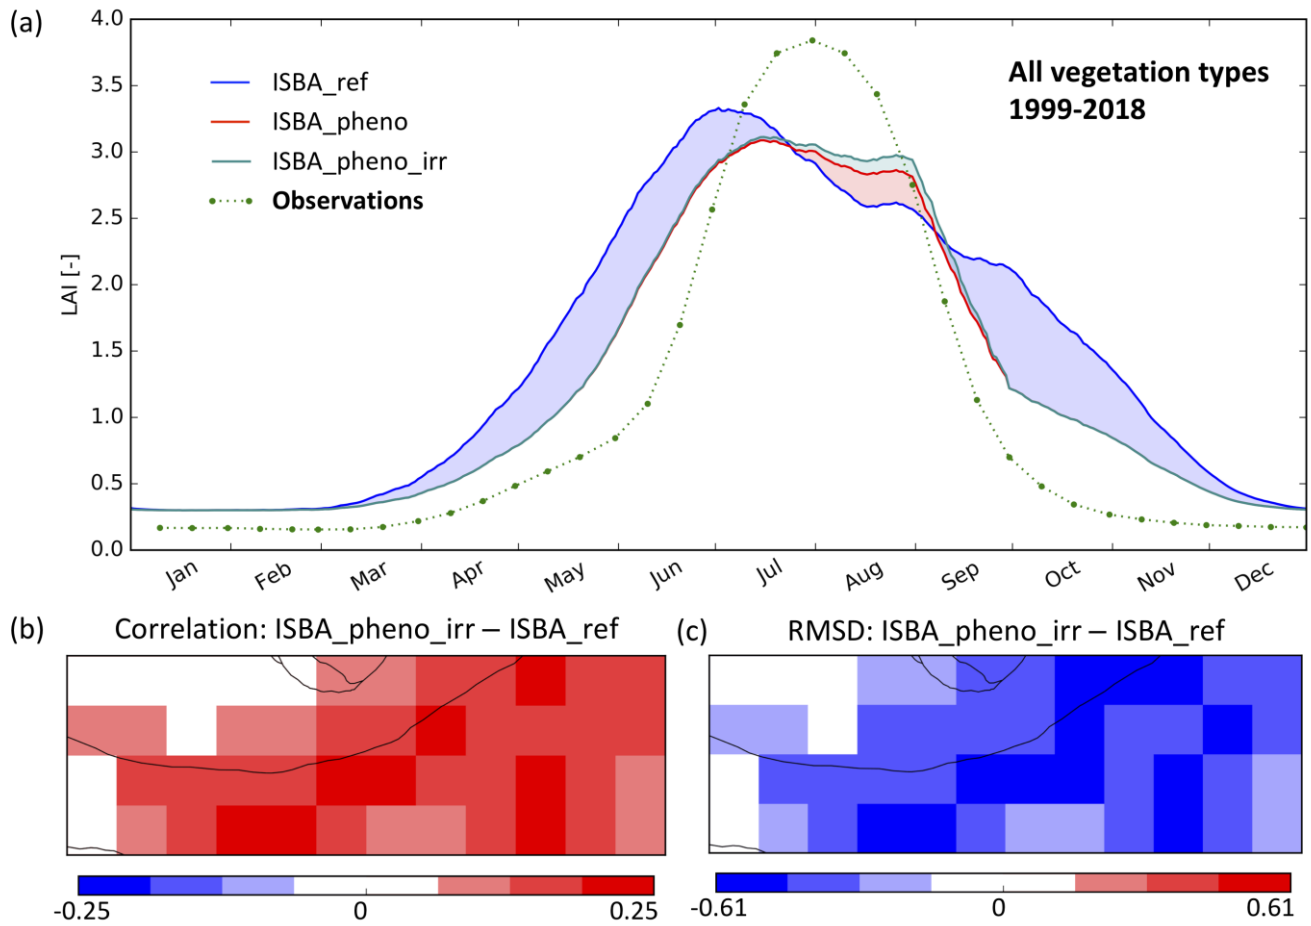 (a)
4.0
3.5
3.0
2.5
2.0
1.5
1.0
0.5
0.0
LAI [-]
ISBA_ref
ISBA_pheno
ISBA_pheno_irr
Observations
All vegetation types
1999-2018
Jan Feb Mar Apr May Jun Jul Aug Sep Oct Nov Dec
(b) Correlation: ISBA_pheno_irr – ISBA_ref
-0.25 0 0.25
(c) RMSD: ISBA_pheno_irr – ISBA_ref
-0.61 0 0.61